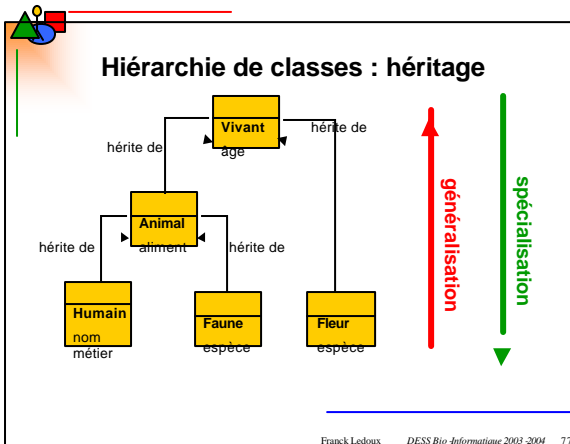 Hiérarchie de classes : héritage
Vivant
âge
hérite de
hérite de
Animal
aliment
hérite de
hérite de
Humain
nom
métier
Faune
espèce
Fleur
espèce
généralisation
spécialisation
Franck Ledoux DESS Bio-Informatique 2003-2004 77